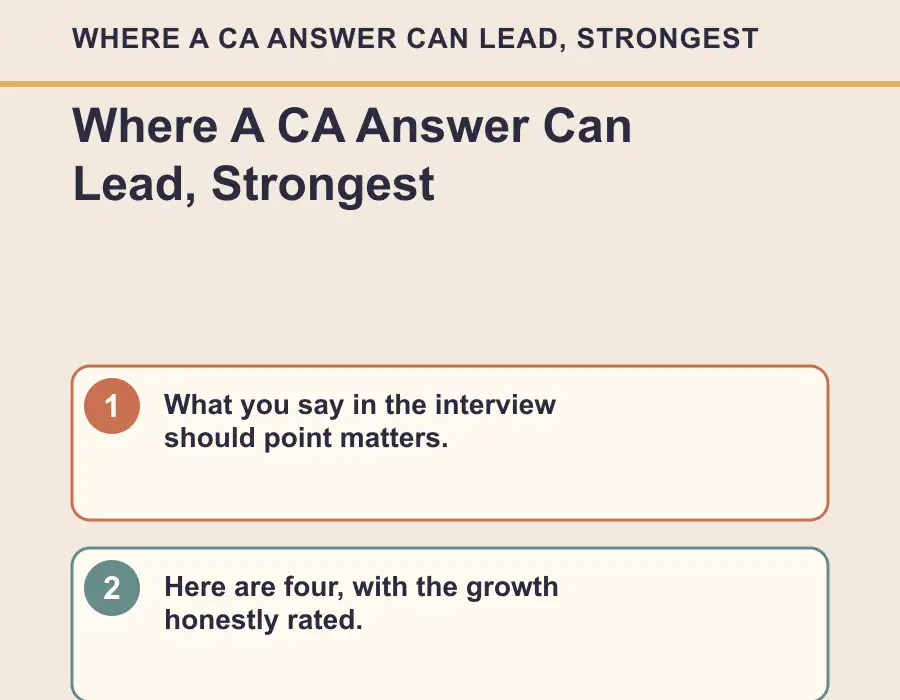 WHERE A CA ANSWER CAN LEAD, STRONGEST
Where A CA Answer Can
Lead, Strongest
1
What you say in the interview
should point matters.
2
Here are four, with the growth
honestly rated.